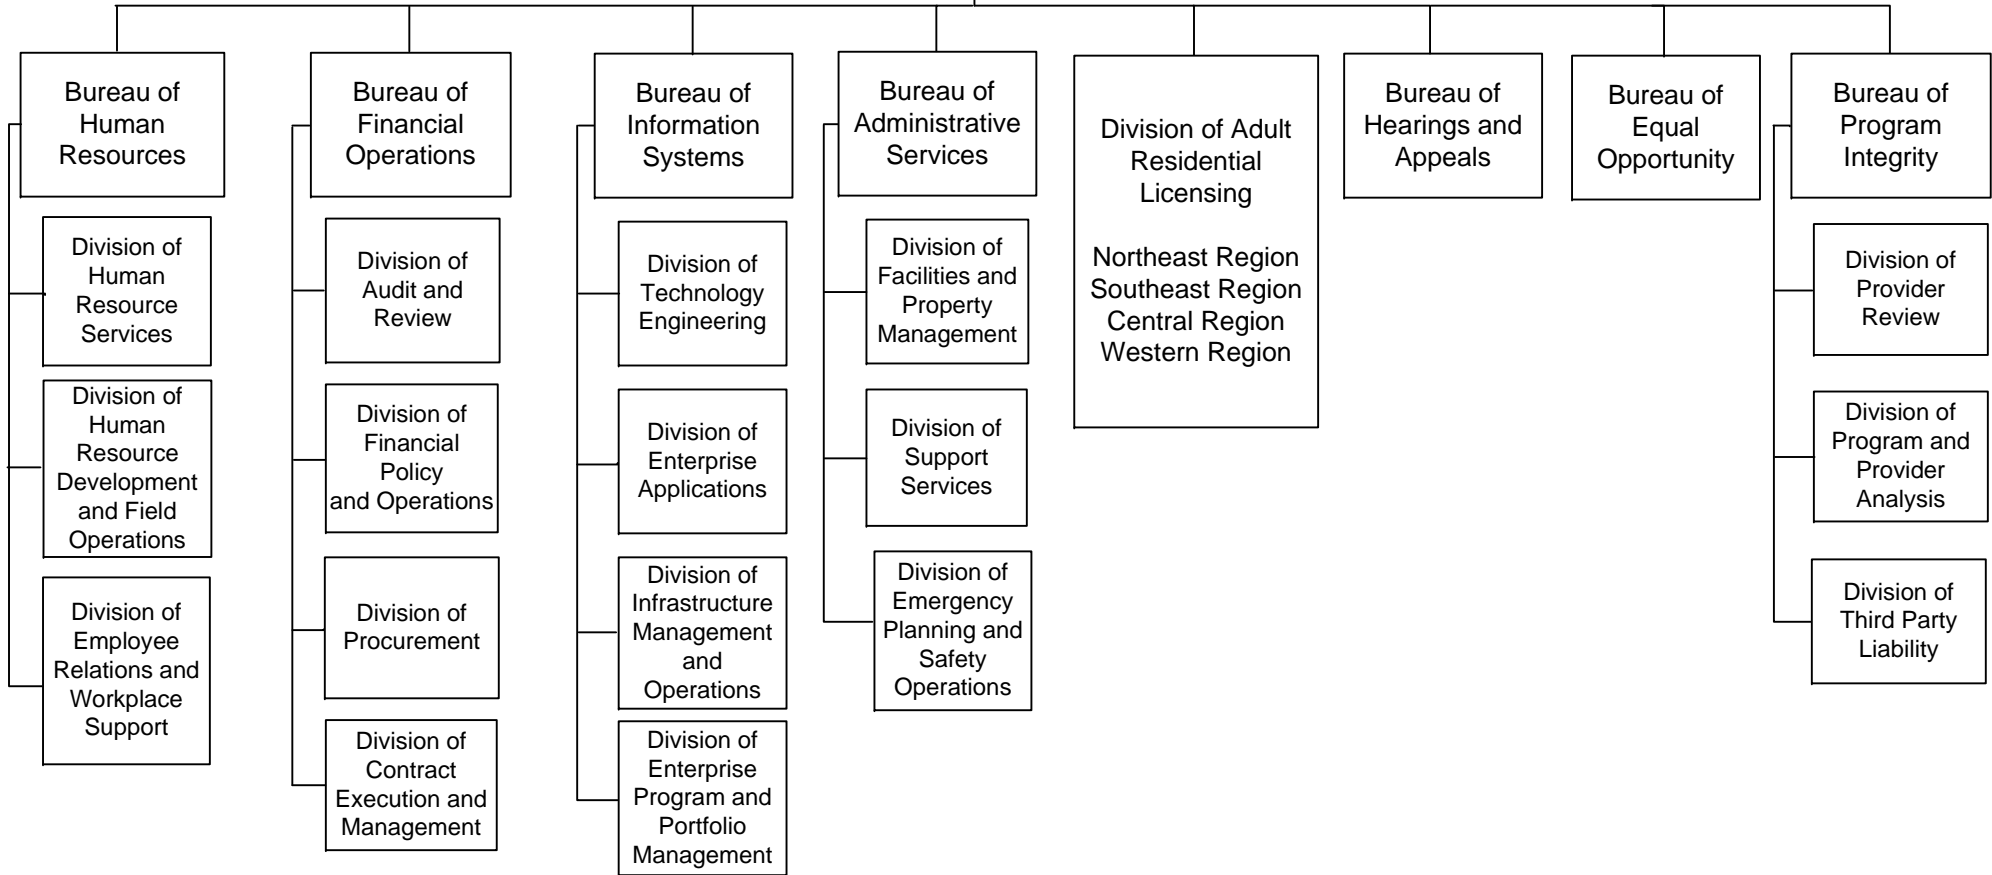 Bureau of
Human
Resources
Division of
Human
Resource
Services
Division of
Human
Resource
Development
and Field
Operations
Division of
Employee
Relations and
Workplace
Support
Bureau of
Financial
Operations
Division of
Audit and
Review
Division of
Financial
Policy
and Operations
Division of
Procurement
Division of
Contract
Execution and
Management
Bureau of
Information
Systems
Division of
Technology
Engineering
Division of
Enterprise
Applications
Division of
Infrastructure
Management
and
Operations
Division of
Enterprise
Program and
Portfolio
Management
Bureau of
Administrative
Services
Division of
Facilities and
Property
Management
Division of
Support
Services
Division of
Emergency
Planning and
Safety
Operations
Division of Adult
Residential
Licensing
Northeast Region
Southeast Region
Central Region
Western Region
Bureau of
Hearings and
Appeals
Bureau of
Equal
Opportunity
Bureau of
Program
Integrity
Division of
Provider
Review
Division of
Program and
Provider
Analysis
Division of
Third Party
Liability